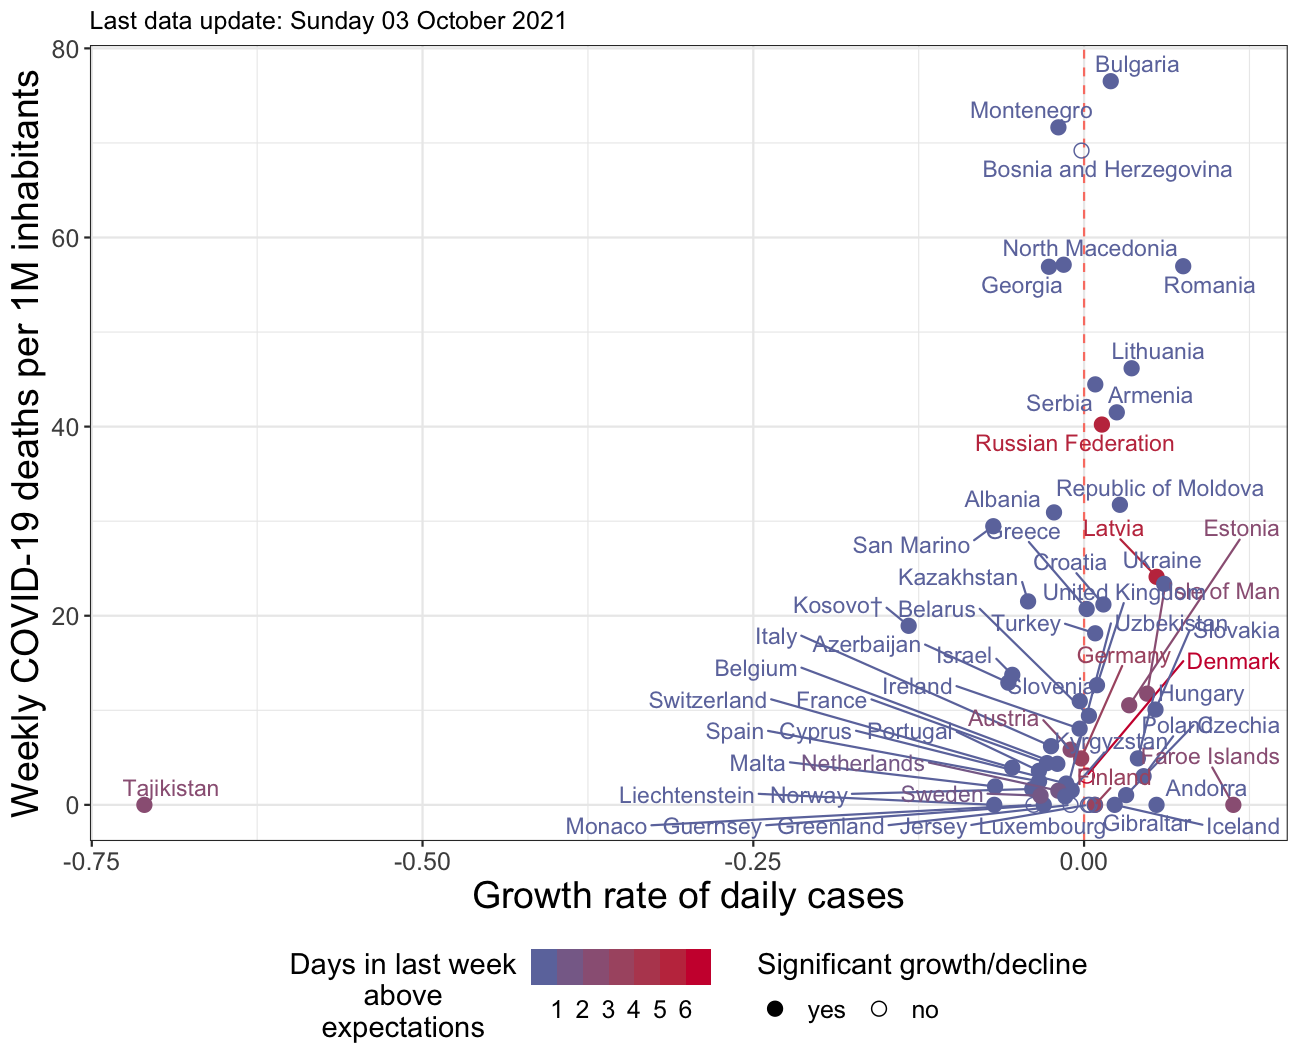 Last data update: Sunday 03 October 2021
Weekly COVID-19 deaths per 1M inhabitants
80
60
40
20
0
Bulgaria
Montenegro
Bosnia and Herzegovina
North Macedonia
Georgia
Romania
Lithuania
Serbia
Armenia
Russian Federation
Republic of Moldova
Albania
San Marino
Greece
Latvia
Estonia
Croatia
Ukraine
Kazakhstan
United Kingdom
Isle of Man
Kosovo†
Belarus
Turkey
Uzbekistan
Slovakia
Italy
Azerbaijan
Israel
Germany
Denmark
Belgium
Ireland
Slovenia
Hungary
Switzerland
France
Austria
Poland
Czechia
Spain
Cyprus
Portugal
Kyrgyzstan
Malta
Netherlands
Finland
Faroe Islands
Tajikistan
Liechtenstein
Norway
Sweden
Andorra
Monaco
Guernsey
Greenland
Jersey
Luxembourg
Gibraltar
Iceland
-0.75
-0.50
-0.25
0.00
Growth rate of daily cases
Days in last week
above
expectations
1 2 3 4 5 6
Significant growth/decline
yes
no